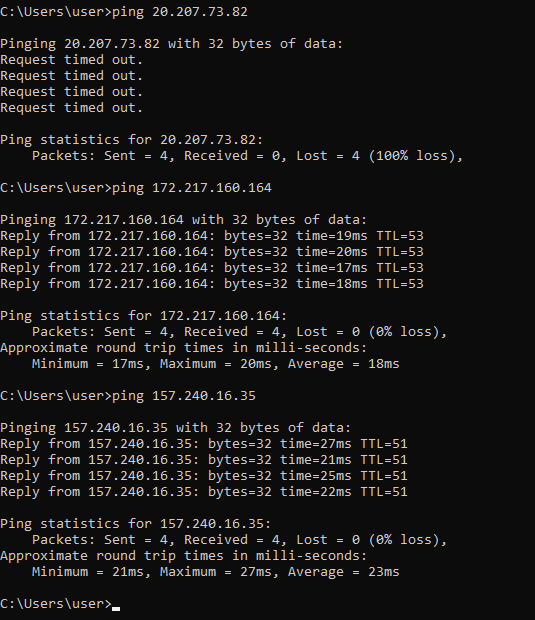 C:\Users\user>ping 20.207.73.82
Pinging 20.207.73.82 with 32 bytes of data:
Request timed out.
Request timed out.
Request timed out.
Request timed out.
Ping statistics for 20.207.73.82:
    Packets: Sent = 4, Received = 0, Lost = 4 (100% loss),
C:\Users\user>ping 172.217.160.164
Pinging 172.217.160.164 with 32 bytes of data:
Reply from 172.217.160.164: bytes=32 time=19ms TTL=53
Reply from 172.217.160.164: bytes=32 time=20ms TTL=53
Reply from 172.217.160.164: bytes=32 time=17ms TTL=53
Reply from 172.217.160.164: bytes=32 time=18ms TTL=53
Ping statistics for 172.217.160.164:
    Packets: Sent = 4, Received = 4, Lost = 0 (0% loss),
Approximate round trip times in milli-seconds:
    Minimum = 17ms, Maximum = 20ms, Average = 18ms
C:\Users\user>ping 157.240.16.35
Pinging 157.240.16.35 with 32 bytes of data:
Reply from 157.240.16.35: bytes=32 time=27ms TTL=51
Reply from 157.240.16.35: bytes=32 time=21ms TTL=51
Reply from 157.240.16.35: bytes=32 time=25ms TTL=51
Reply from 157.240.16.35: bytes=32 time=22ms TTL=51
Ping statistics for 157.240.16.35:
    Packets: Sent = 4, Received = 4, Lost = 0 (0% loss),
Approximate round trip times in milli-seconds:
    Minimum = 21ms, Maximum = 27ms, Average = 23ms
C:\Users\user>